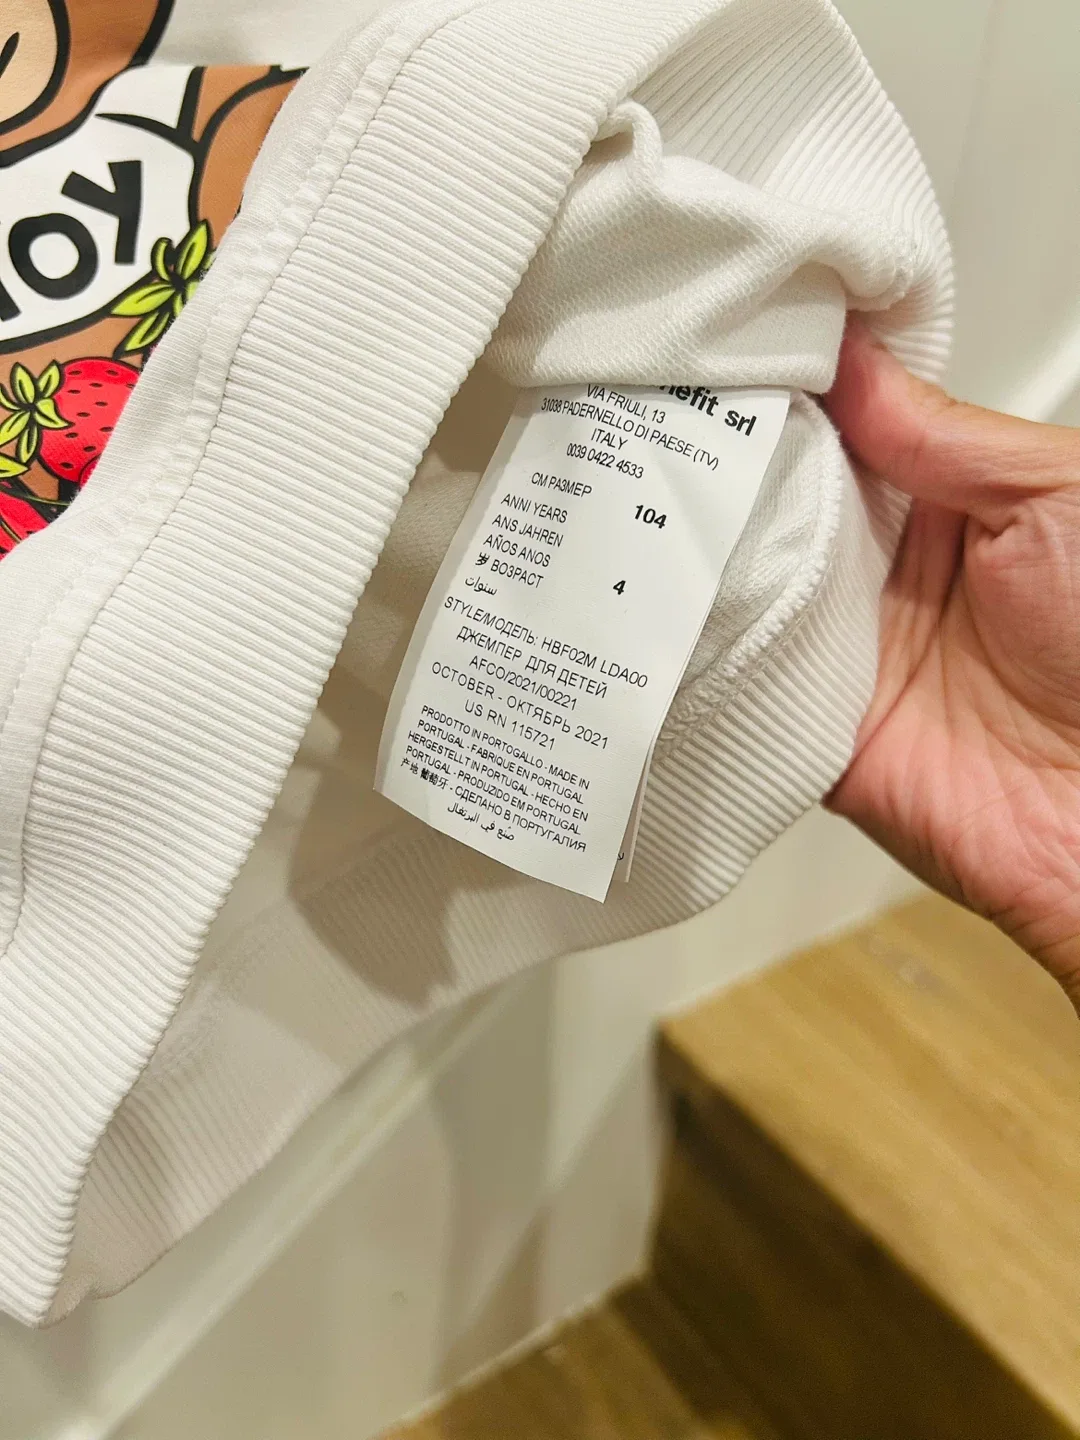 TOY
nefit srl
VIA FRIULI, 13
31038 PADERNELLO DI PAESE (TV)
ITALY
0039 0422 4533
CM РАЗМЕР 104
ANNI YEARS
ANS JAHREN
AÑOS ANOS
岁 ВОЗРАСТ 4
سنوات
STYLE/МОДЕЛЬ: HBF02M LDA00
ДЖЕМПЕР ДЛЯ ДЕТЕЙ
AFCO/2021/00221
OCTOBER - ОКТЯБРЬ 2021
US RN 115721
PRODOTTO IN PORTOGALLO - MADE IN
PORTUGAL - FABRIQUE EN PORTUGAL
HERGESTELLT IN PORTUGAL - HECHO EN
PORTUGAL - PRODUZIDO EM PORTUGAL
产地 葡萄牙 - СДЕЛАНО В ПОРТУГАЛИЯ
صُنع في البرتغال